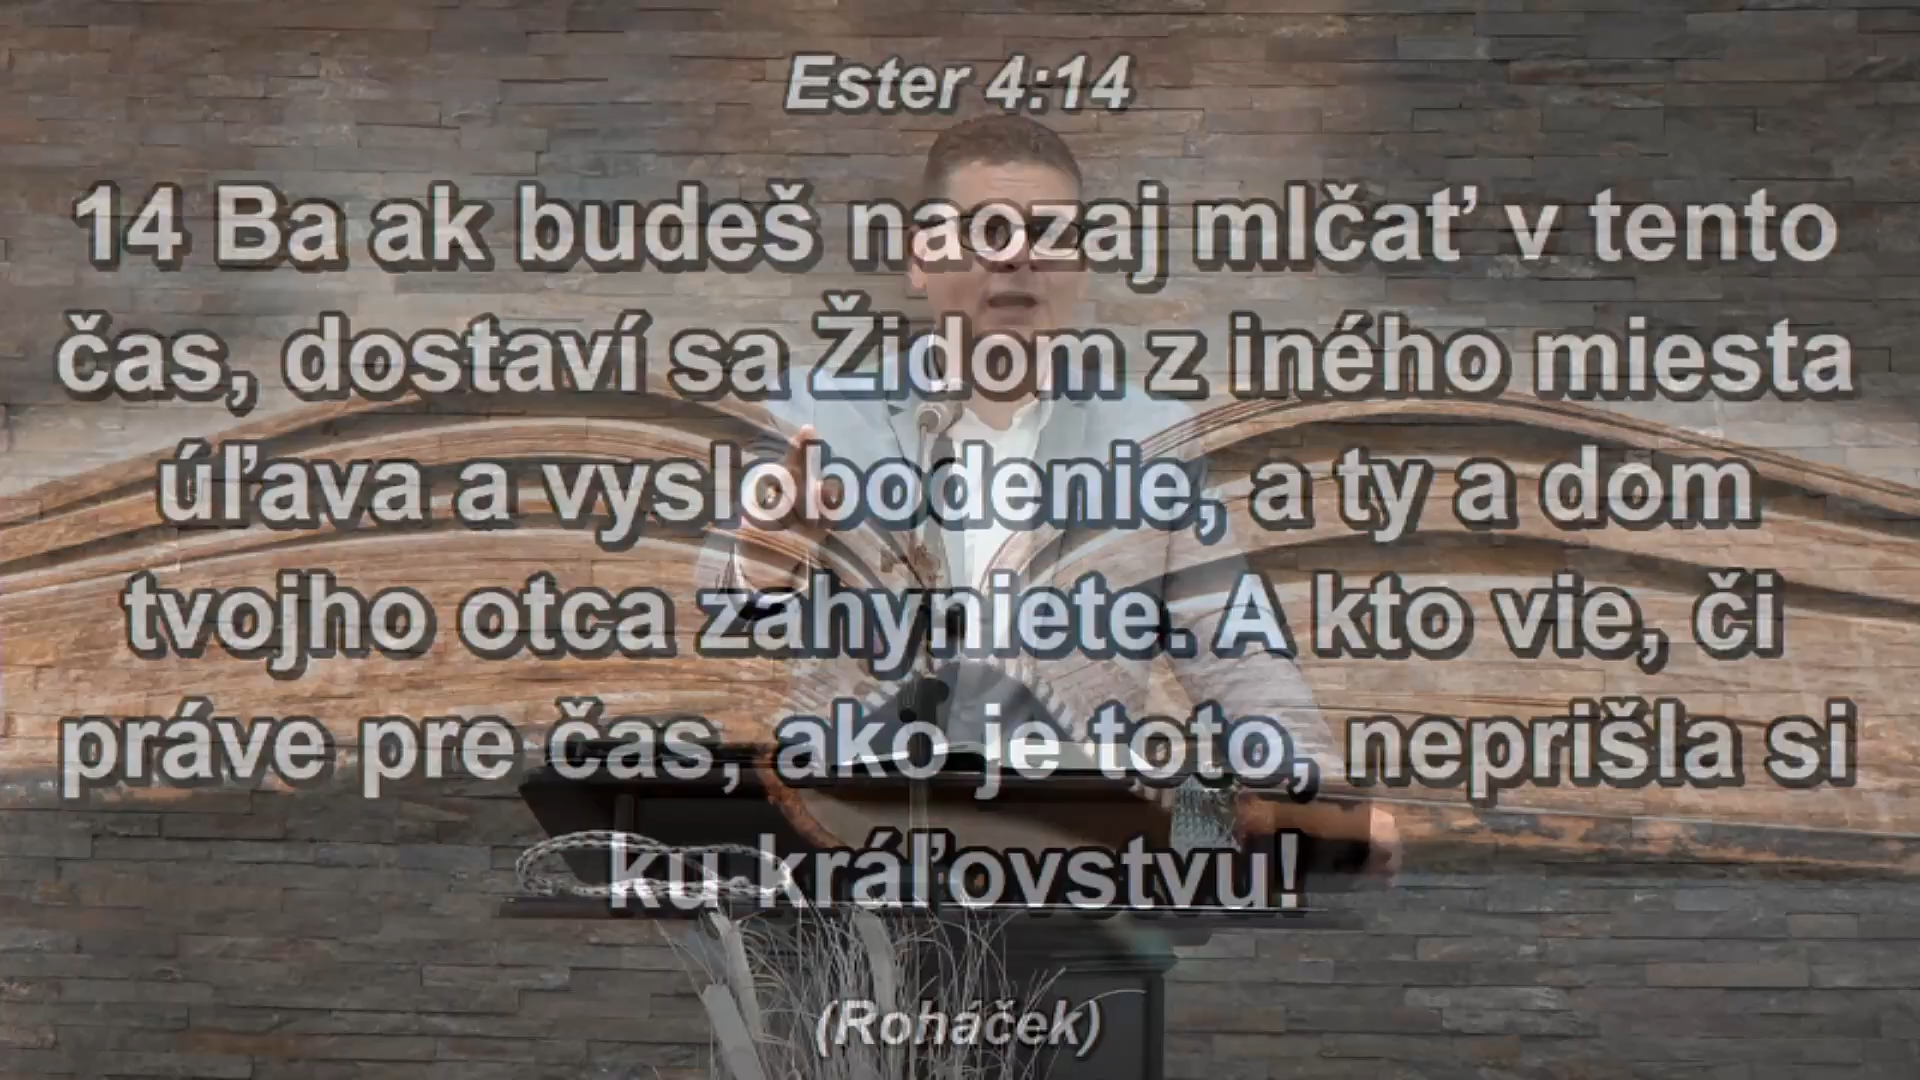 Ester 4:14
14 Ba ak budeš naozaj mlčať v tento
čas, dostaví sa Židom z iného miesta
úľava a vyslobodenie, a ty a dom
tvojho otca zahyniete. A kto vie, či
práve pre čas, ako je toto, neprišla si
ku kráľovstvu!
(Roháček)